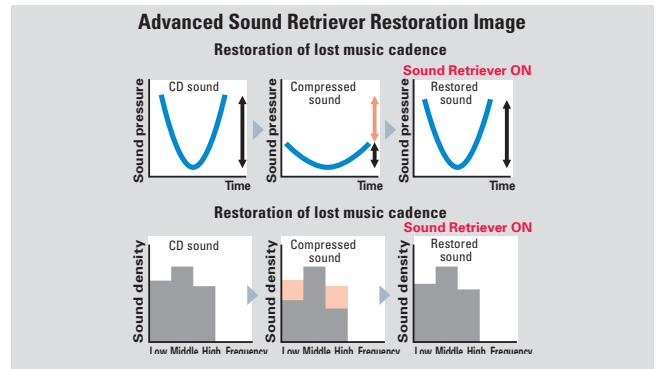 Advanced Sound Retriever Restoration Image
Restoration of lost music cadence
Sound Retriever ON
CD sound
Compressed
sound
Restored
sound
Sound pressure
Sound pressure
Sound pressure
Time
Time
Time
Restoration of lost music cadence
Sound Retriever ON
CD sound
Compressed
sound
Restored
sound
Sound density
Sound density
Sound density
Low Middle High Frequency
Low Middle High Frequency
Low Middle High Frequency